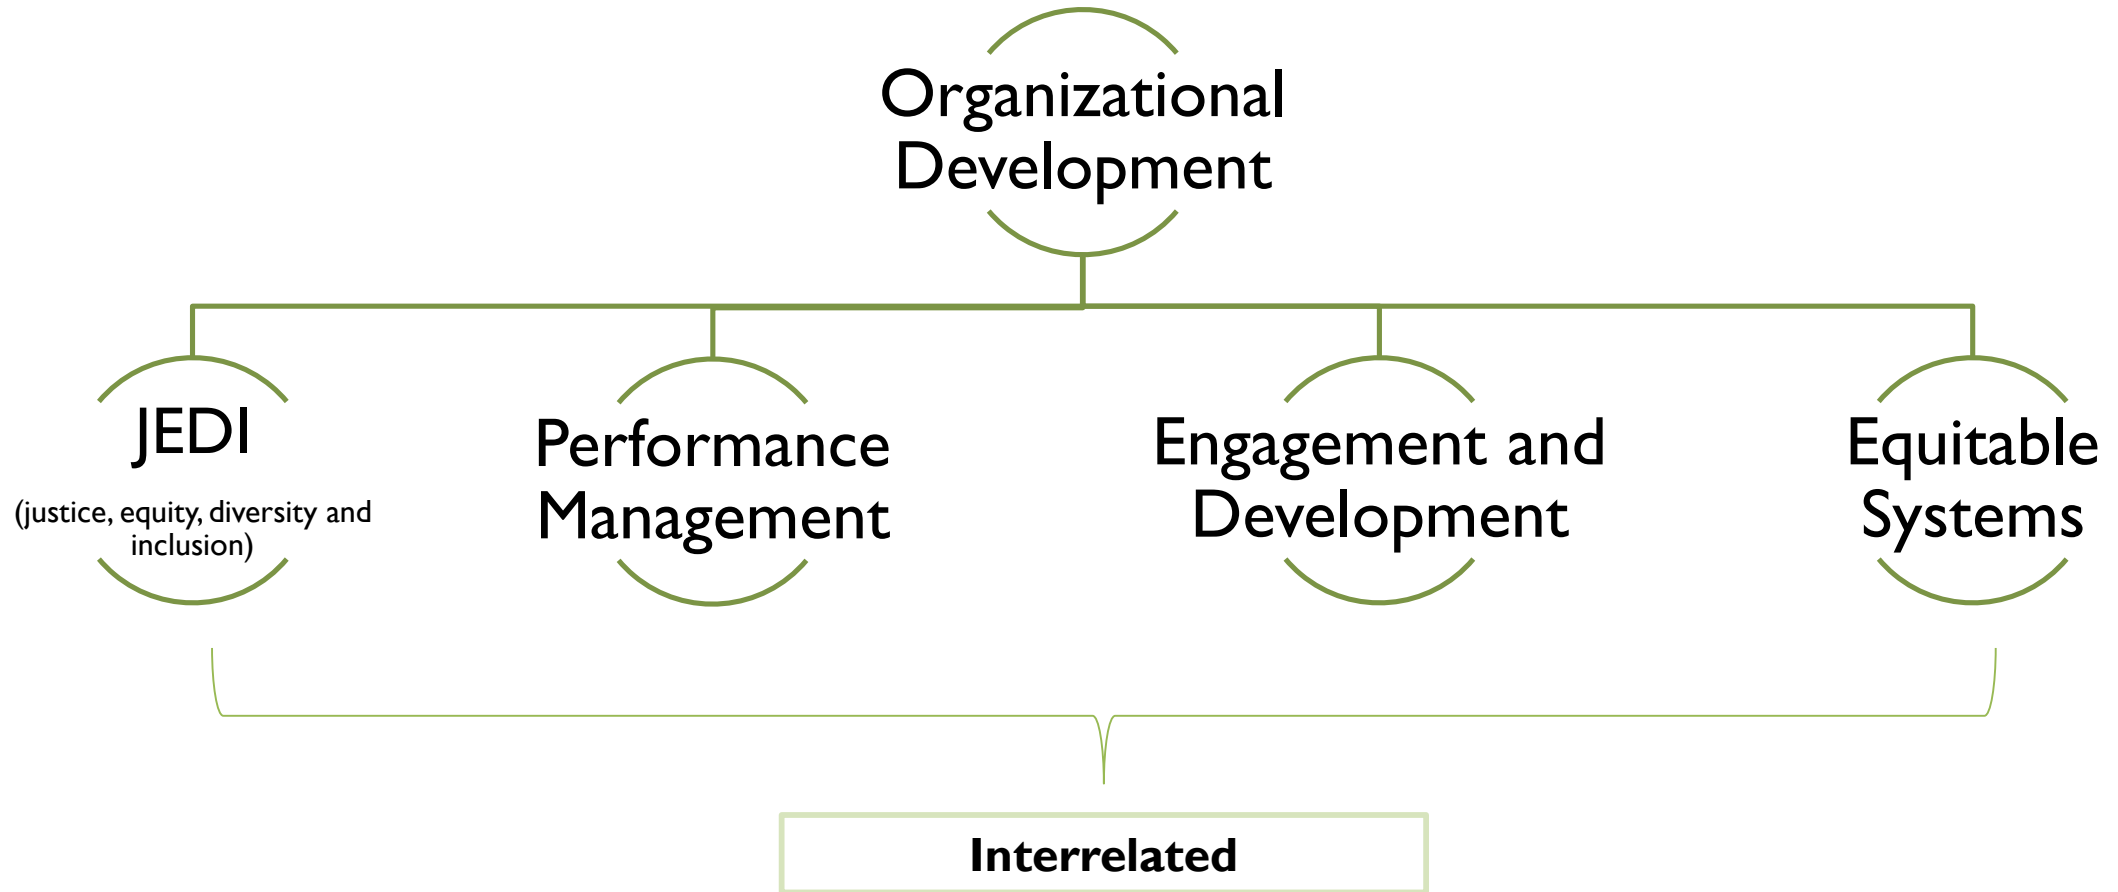 Organizational
Development
JEDI
(justice, equity, diversity and
inclusion)
Performance
Management
Engagement and
Development
Equitable
Systems
Interrelated